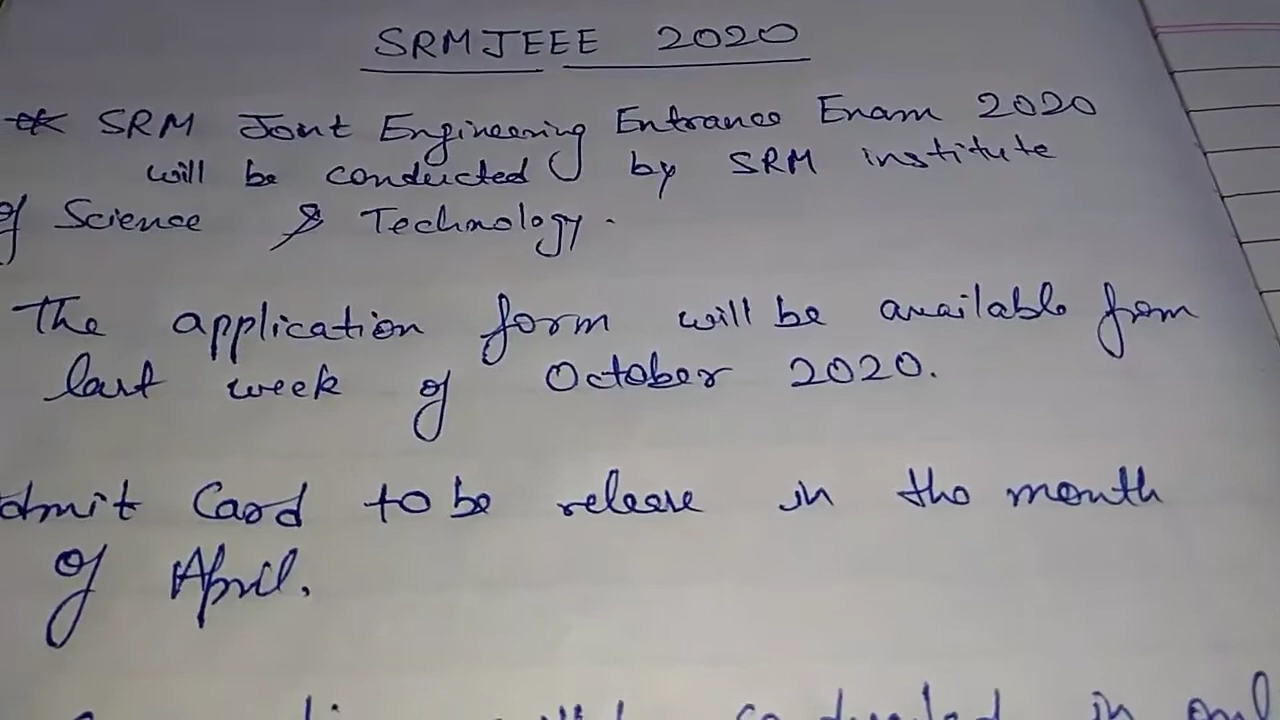 SRMJEEE 2020
SRM Joint Engineering Entrance Exam 2020
will be conducted by SRM institute
of Science & Technology.
The application form will be available from
last week of October 2020.
dmit Card to be release in the month
of April.
in